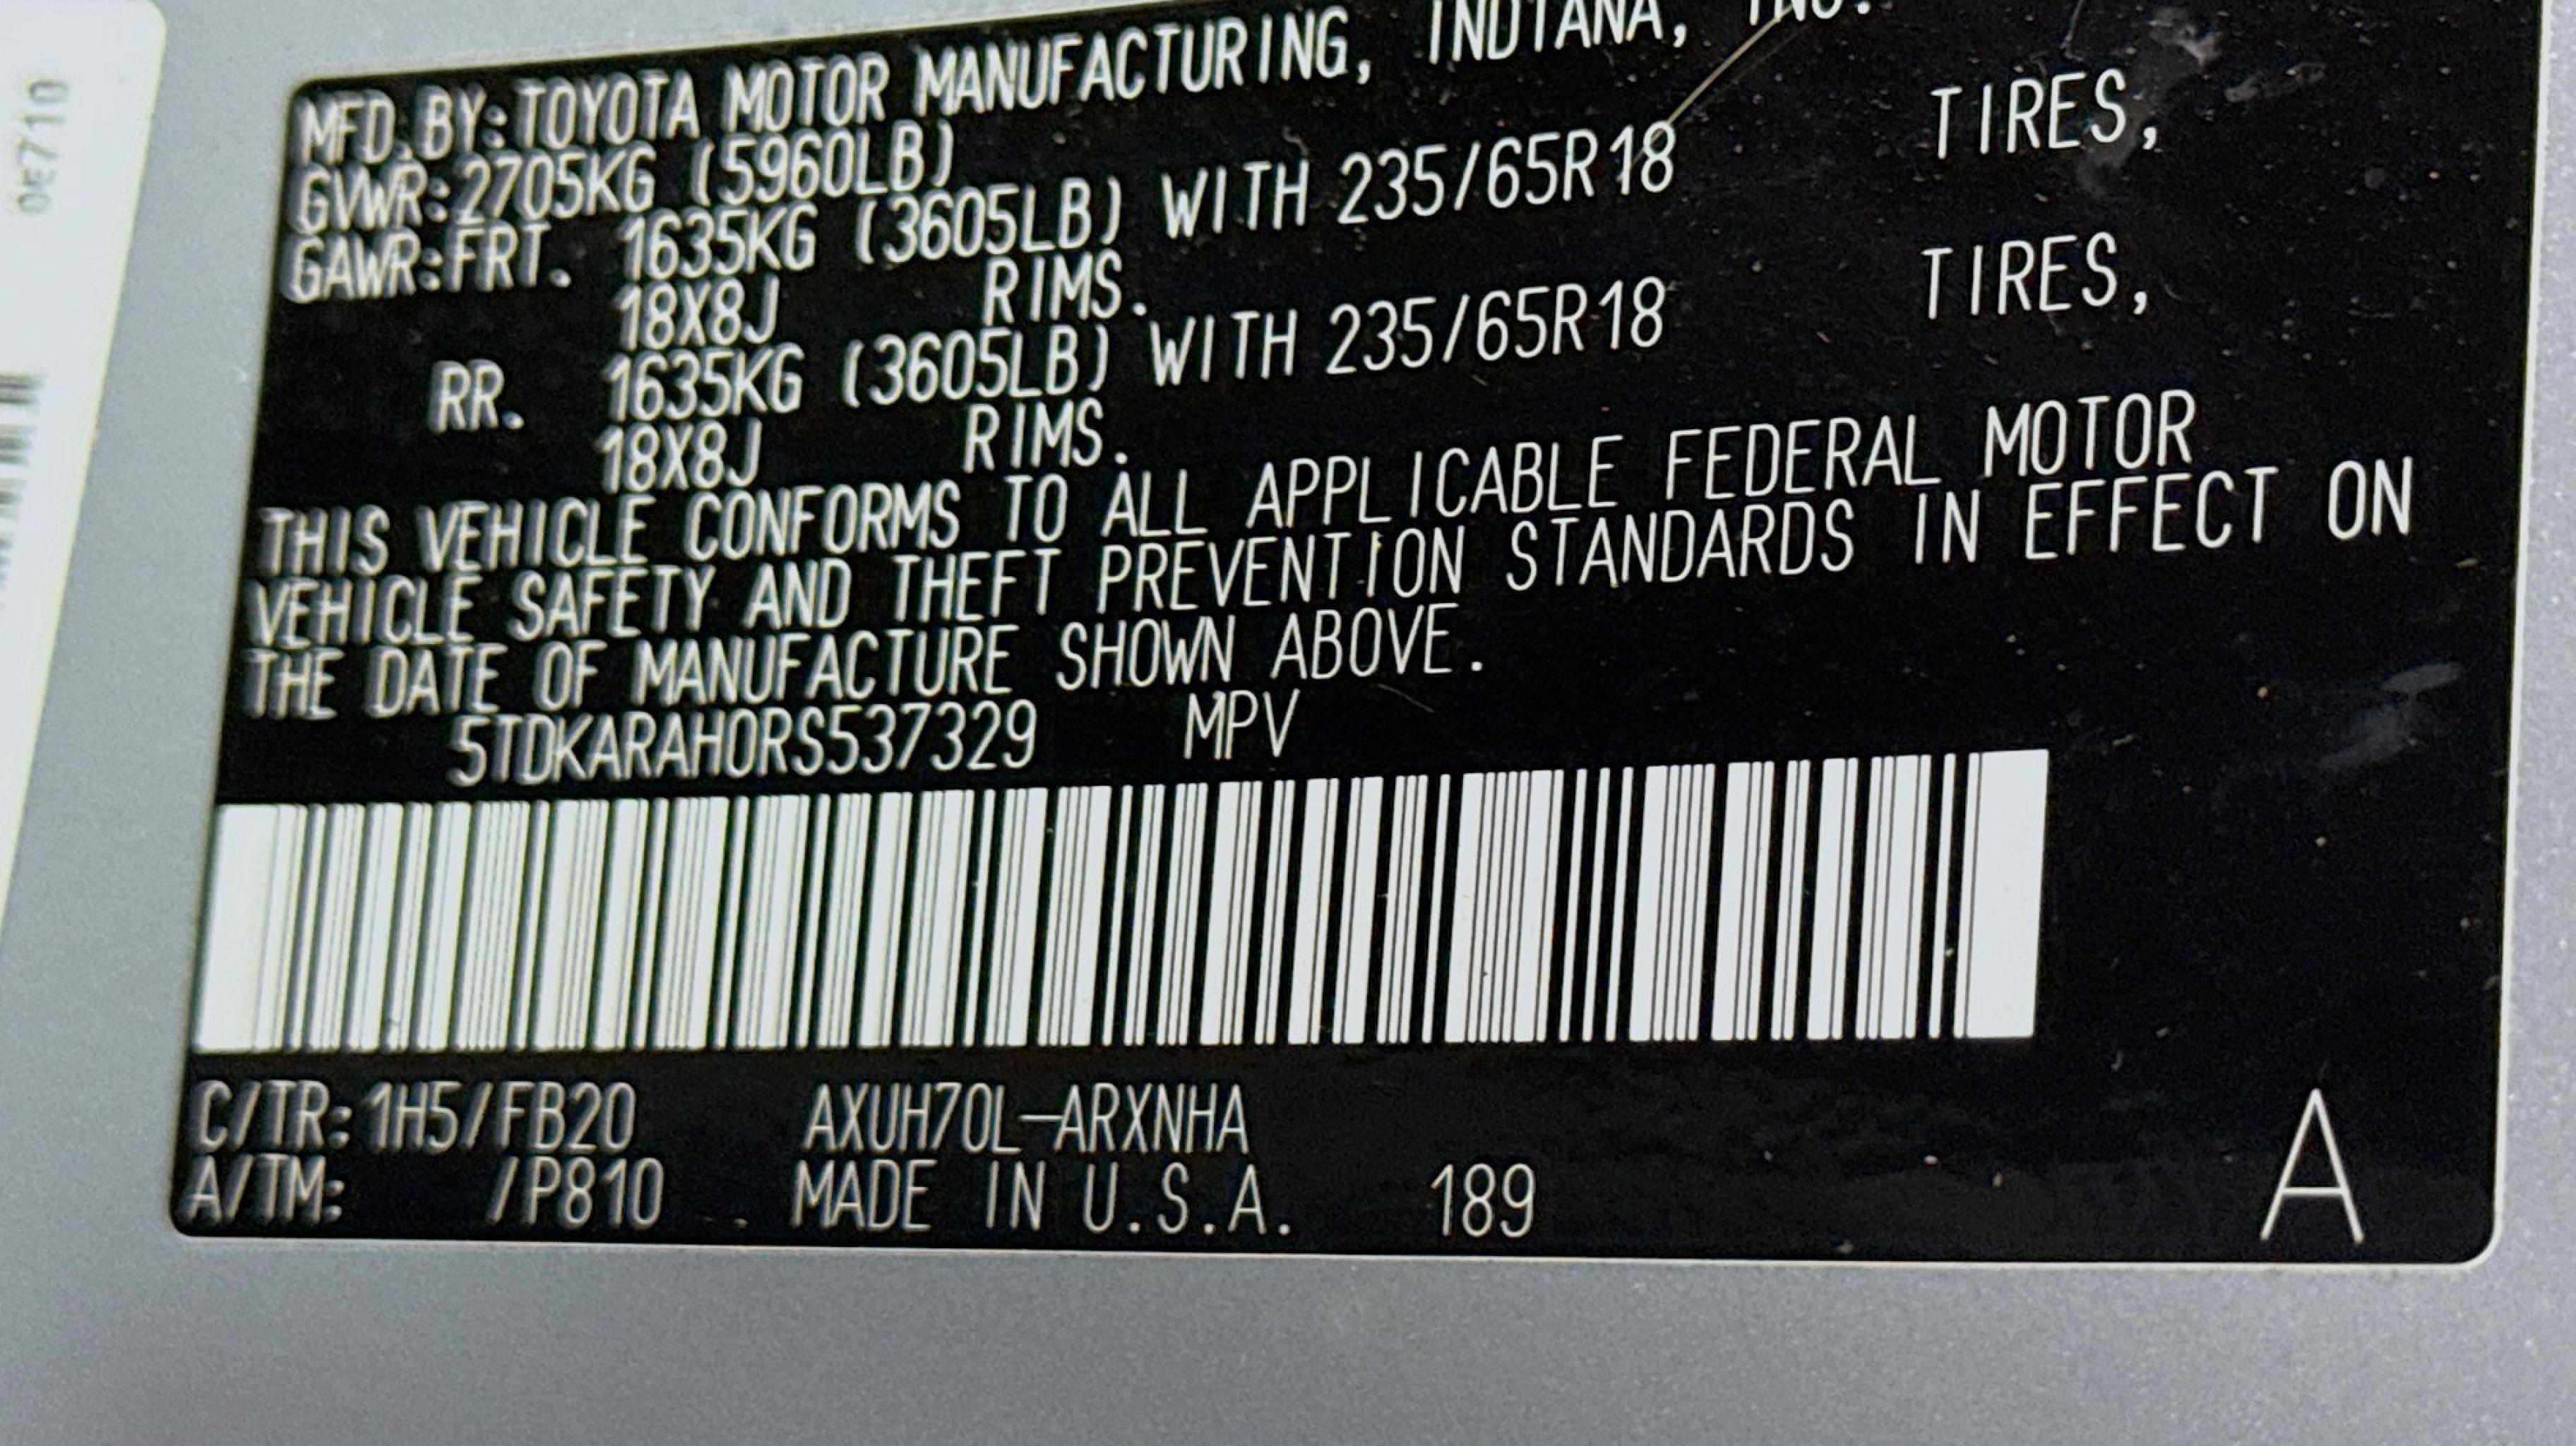 MFD.BY:TOYOTA MOTOR MANUFACTURING, INDIANA, INC.
GVWR:2705KG (5960LB)
GAWR:FRT. 1635KG (3605LB) WITH 235/65R18 TIRES,
18X8J RIMS.
RR. 1635KG (3605LB) WITH 235/65R18 TIRES,
18X8J RIMS.
THIS VEHICLE CONFORMS TO ALL APPLICABLE FEDERAL MOTOR
VEHICLE SAFETY AND THEFT PREVENTION STANDARDS IN EFFECT ON
THE DATE OF MANUFACTURE SHOWN ABOVE.
5TDKARAH0RS537329 MPV
C/TR:1H5/FB20 AXUH70L-ARXNHA
A/TM: /P810 MADE IN U.S.A. 189
A
0E710